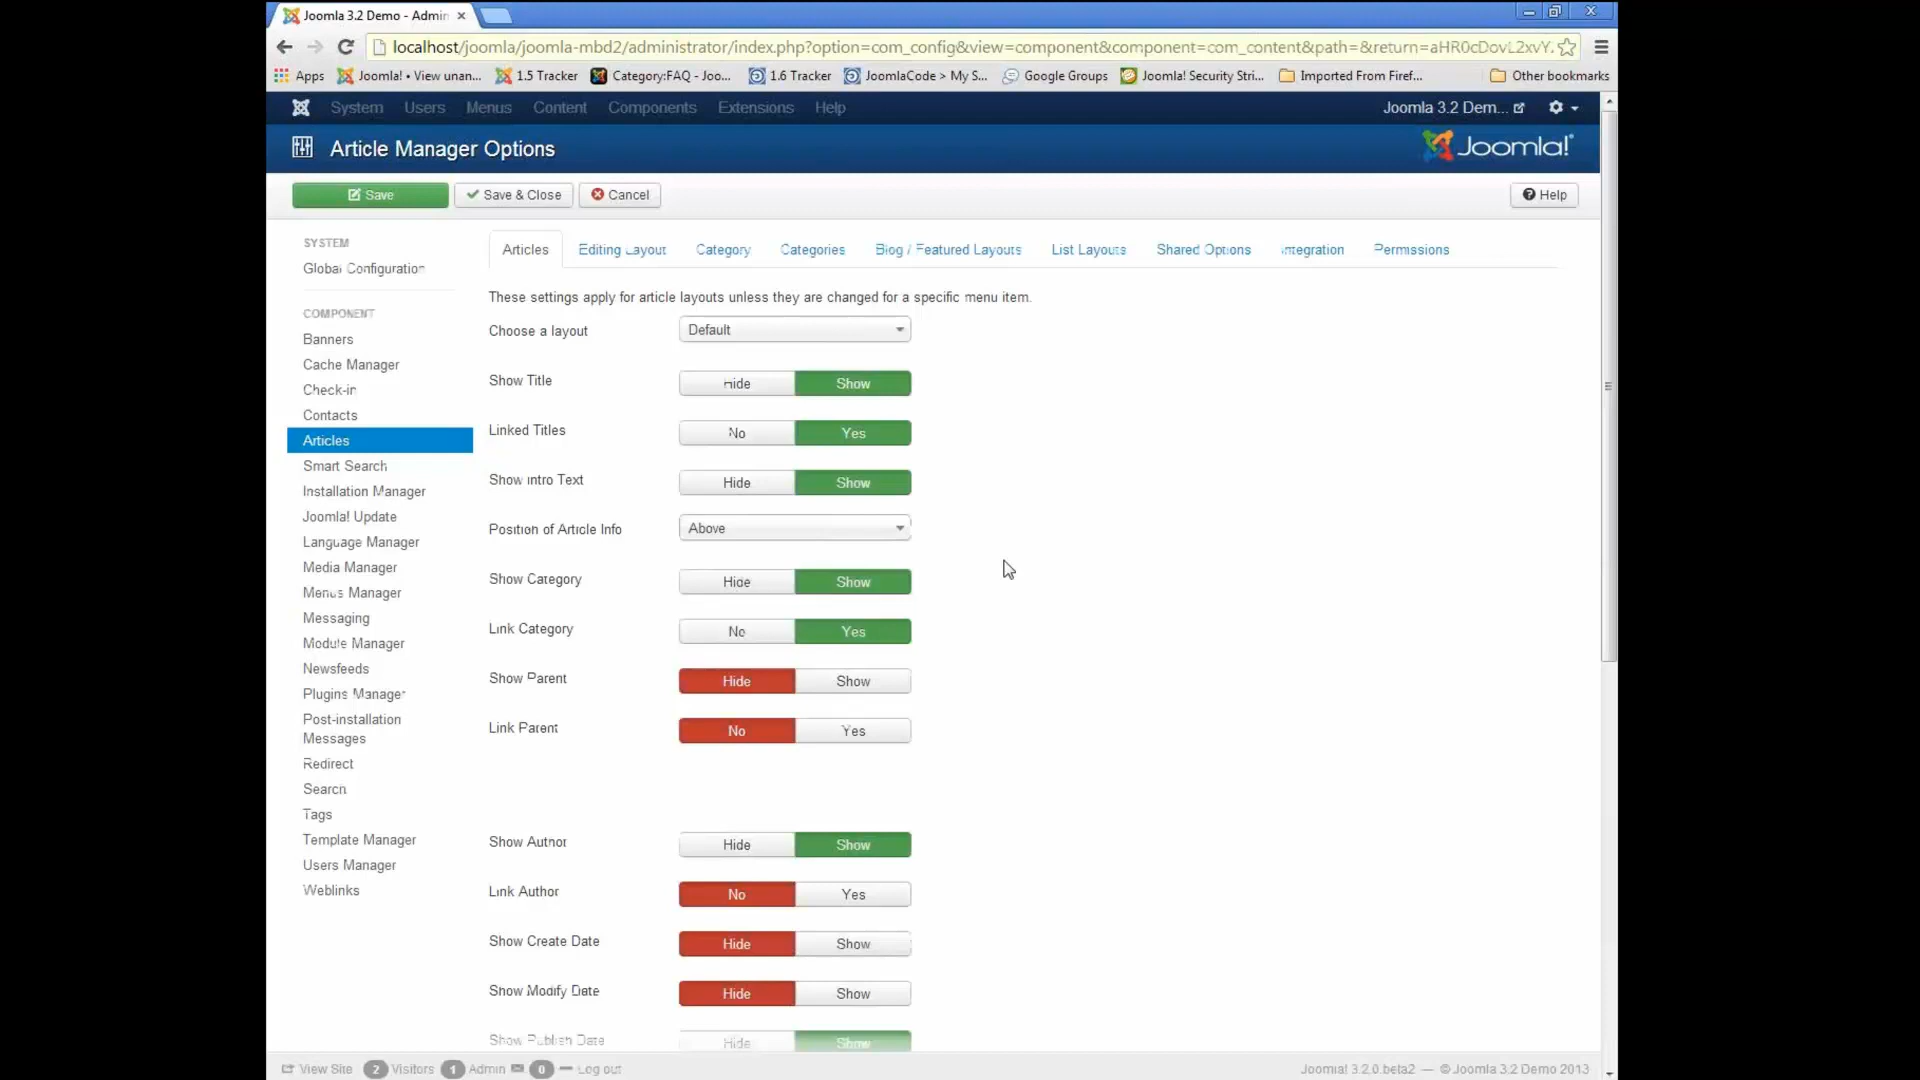 Joomla 3.2 Demo - Admin
localhost/joomla/joomla-mbd2/administrator/index.php?option=com_config&view=component&component=com_content&path=&return=aHR0cDovL2xvY.
Apps Joomla! • View unan... 1.5 Tracker Category:FAQ - Joo... 1.6 Tracker JoomlaCode > My S... Google Groups Joomla! Security Stri... Imported From Firef... Other bookmarks
System Users Menus Content Components Extensions Help Joomla 3.2 Dem...
Article Manager Options Joomla!
Save Save & Close Cancel Help
SYSTEM
Global Configuration
COMPONENT
Banners
Cache Manager
Check-in
Contacts
Articles
Smart Search
Installation Manager
Joomla! Update
Language Manager
Media Manager
Menus Manager
Messaging
Module Manager
Newsfeeds
Plugins Manager
Post-installation
Messages
Redirect
Search
Tags
Template Manager
Users Manager
Weblinks
Articles Editing Layout Category Categories Blog / Featured Layouts List Layouts Shared Options Integration Permissions
These settings apply for article layouts unless they are changed for a specific menu item.
Choose a layout Default
Show Title Hide Show
Linked Titles No Yes
Show Intro Text Hide Show
Position of Article Info Above
Show Category Hide Show
Link Category No Yes
Show Parent Hide Show
Link Parent No Yes
Show Author Hide Show
Link Author No Yes
Show Create Date Hide Show
Show Modify Date Hide Show
Show Publish Date Hide Show
View Site 2 Visitors 1 Admin 0 Log out Joomla! 3.2.0.beta2 — © Joomla 3.2 Demo 2013